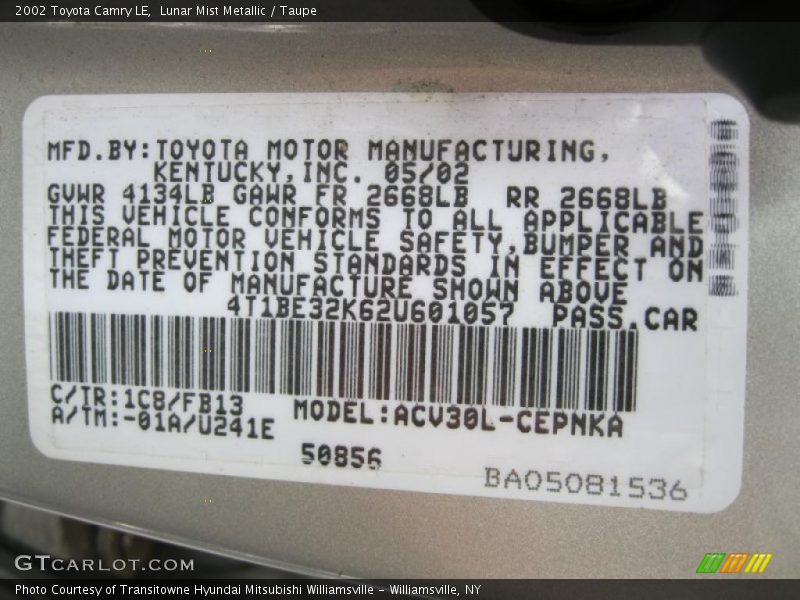 2002 Toyota Camry LE,  Lunar Mist Metallic / Taupe
MFD.BY:TOYOTA MOTOR MANUFACTURING,
KENTUCKY,INC. 05/02
GVWR 4134LB GAWR FR 2668LB RR 2668LB
THIS VEHICLE CONFORMS TO ALL APPLICABLE
FEDERAL MOTOR VEHICLE SAFETY,BUMPER AND
THEFT PREVENTION STANDARDS IN EFFECT ON
THE DATE OF MANUFACTURE SHOWN ABOVE
4T1BE32K62U601057 PASS.CAR
C/TR:1C8/FB13
A/TM:-01A/U241E
MODEL:ACV30L-CEPNKA
50856
BA05081536
GTCARLOT.COM
Photo Courtesy of Transitowne Hyundai Mitsubishi Williamsville - Williamsville, NY